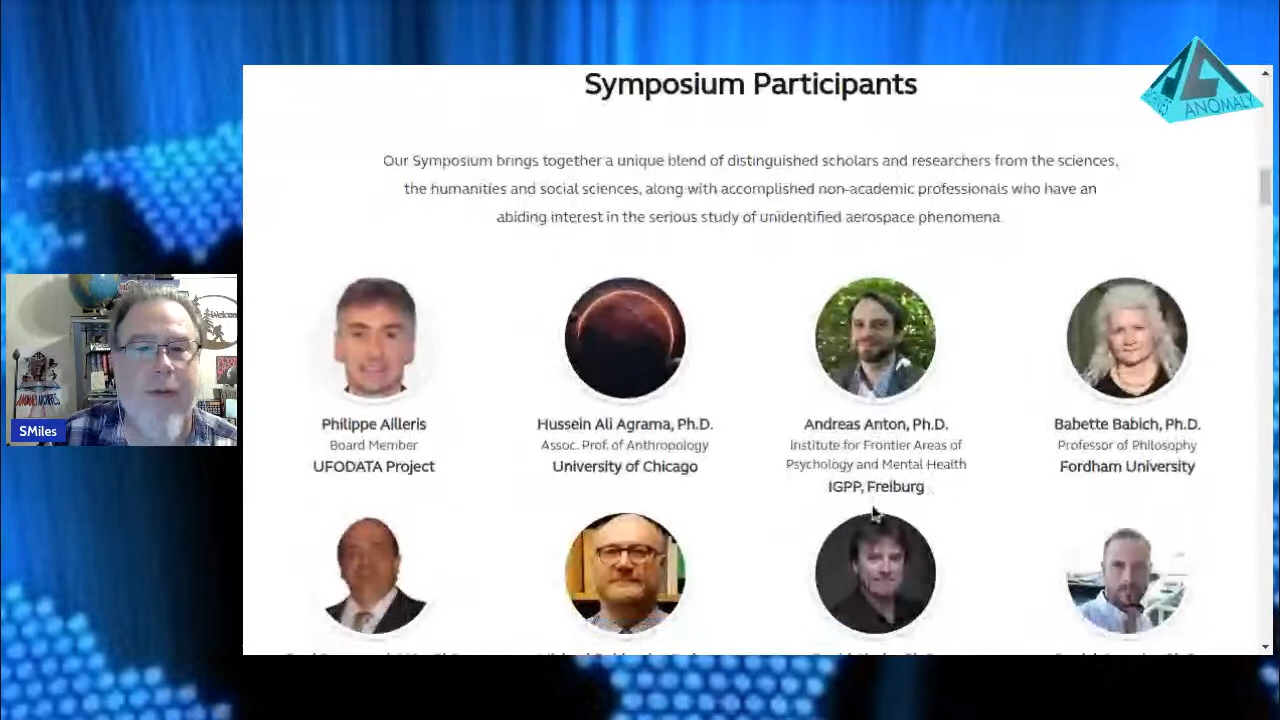 Symposium Participants
ARCHIVES ANOMALY
Our Symposium brings together a unique blend of distinguished scholars and researchers from the sciences,
the humanities and social sciences, along with accomplished non-academic professionals who have an
abiding interest in the serious study of unidentified aerospace phenomena.
Welcome
SMiles
Philippe Ailleris
Board Member
UFODATA Project
Hussein Ali Agrama, Ph.D.
Assoc. Prof. of Anthropology
University of Chicago
Andreas Anton, Ph.D.
Institute for Frontier Areas of
Psychology and Mental Health
IGPP, Freiburg
Babette Babich, Ph.D.
Professor of Philosophy
Fordham University